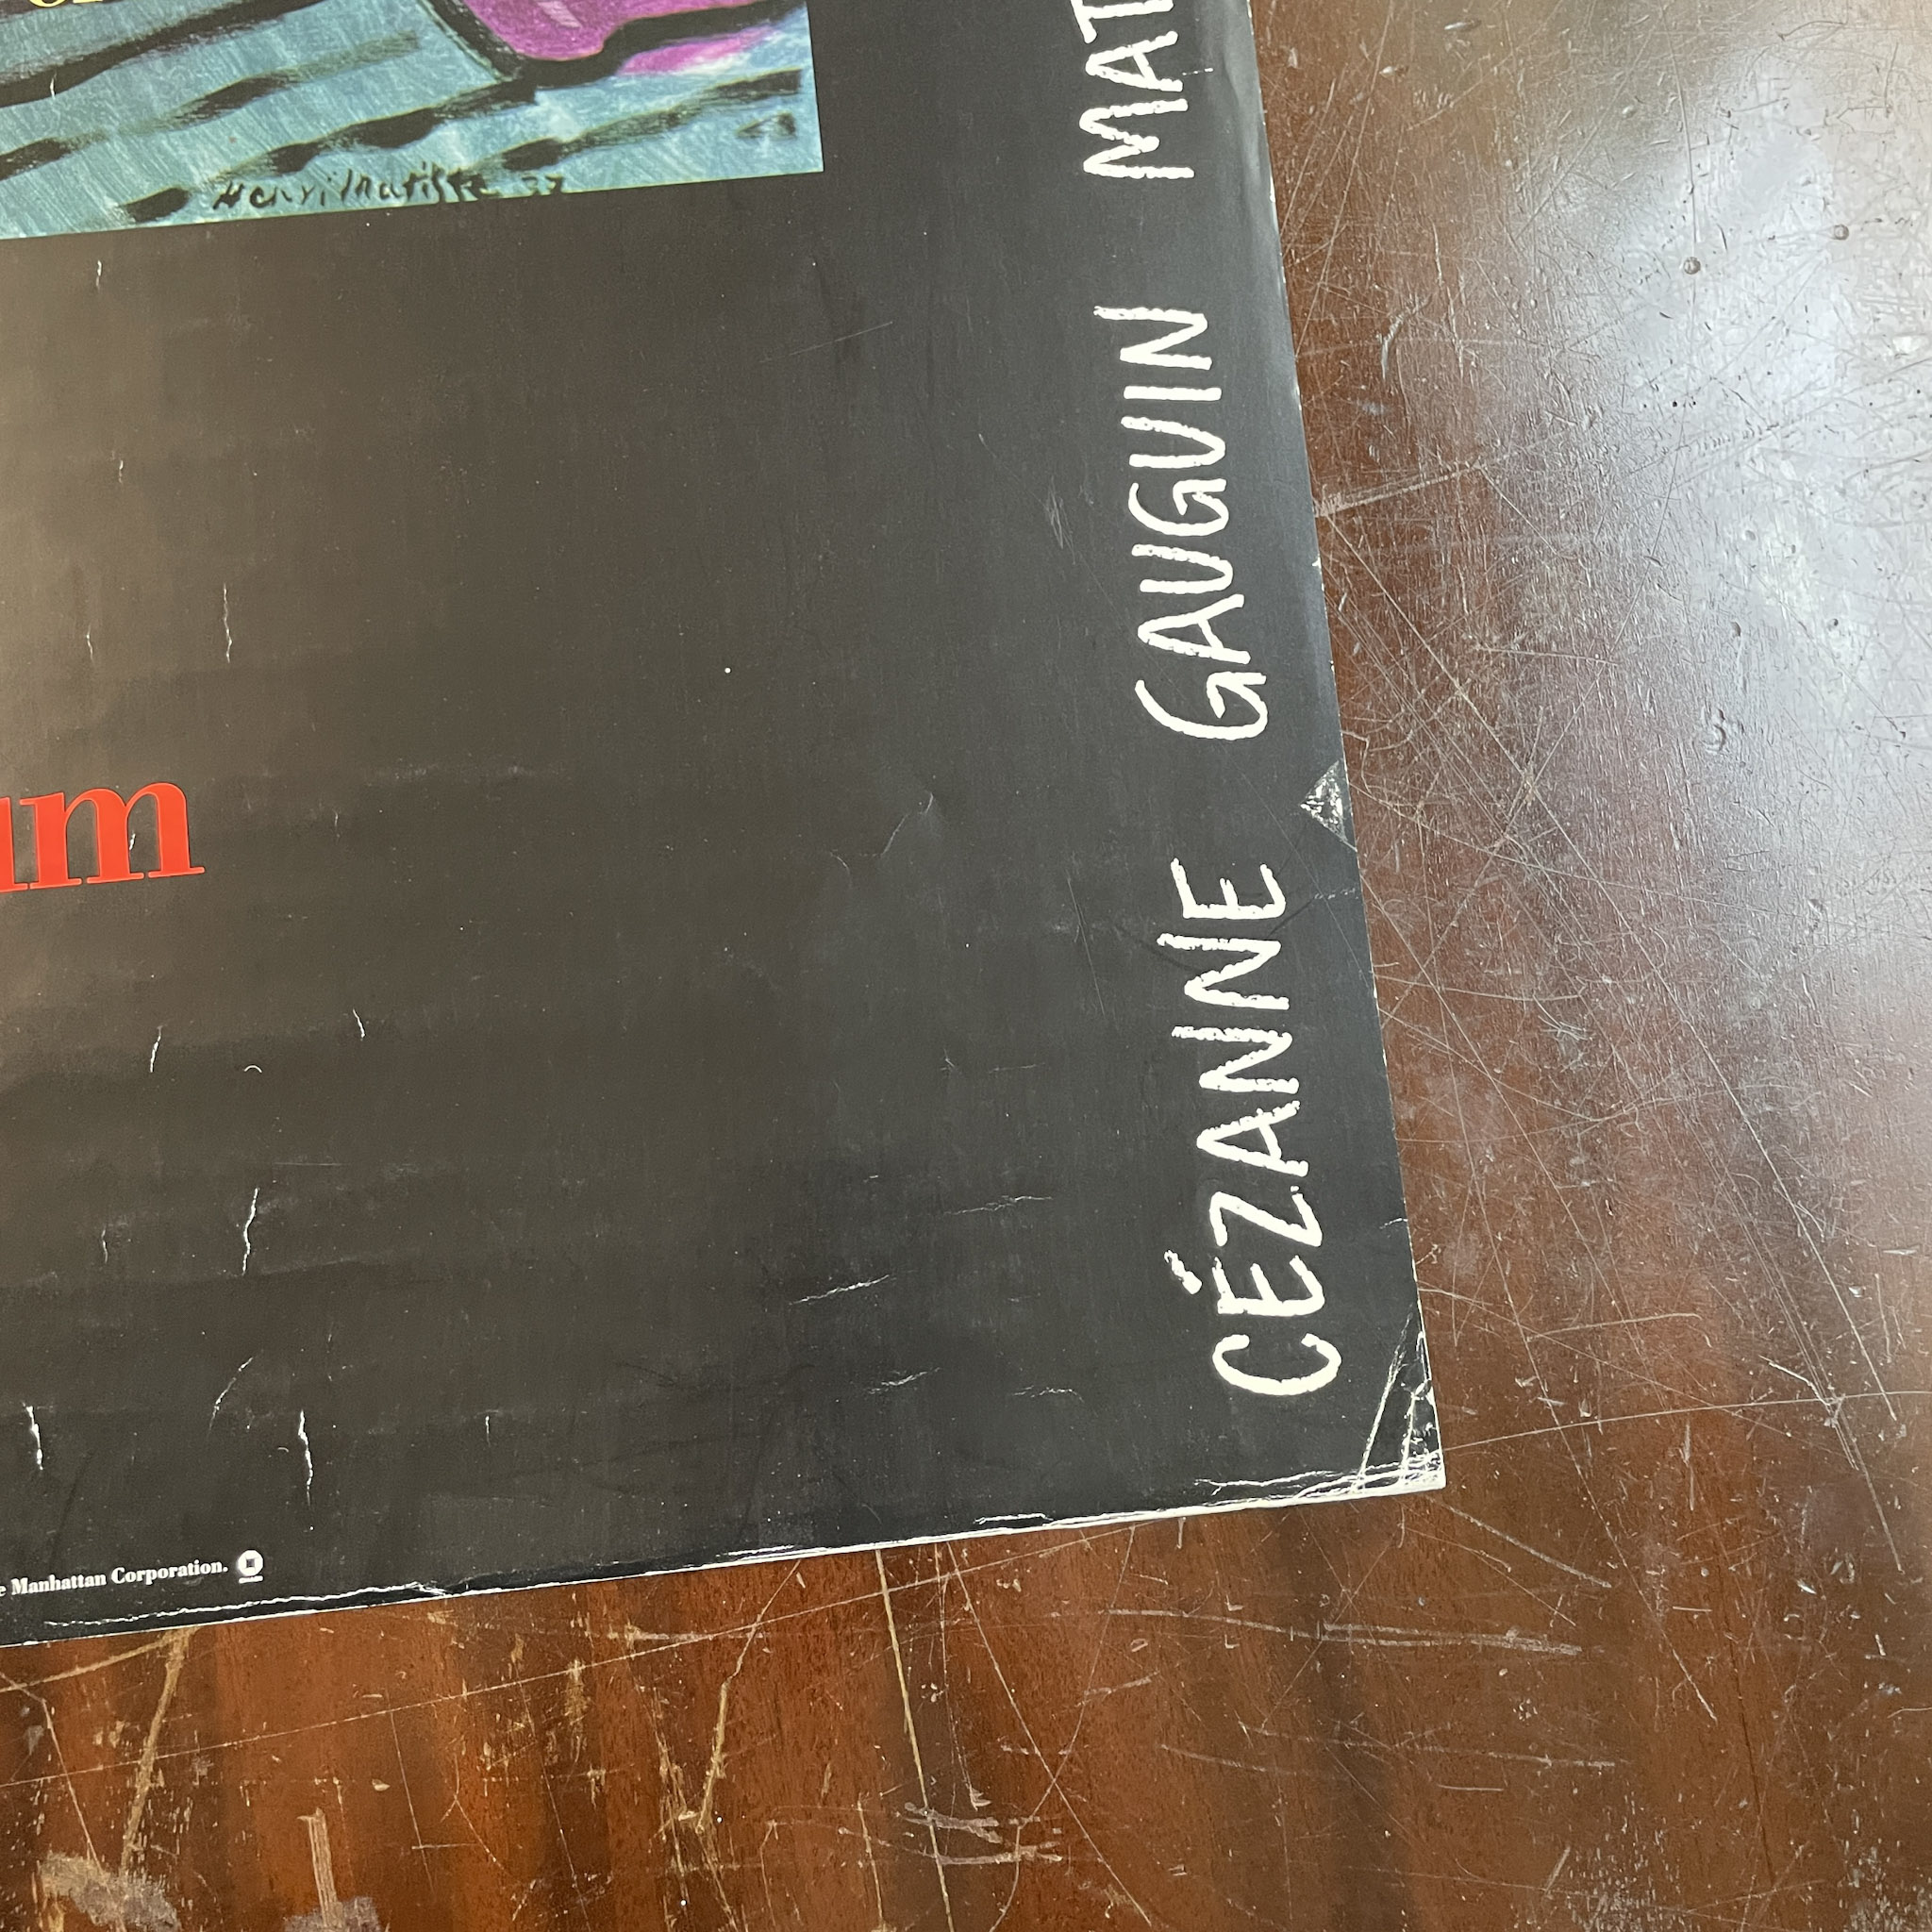 Henri Matisse 37
um
Manhattan Corporation.
CÉZANNE GAUGUIN MAT